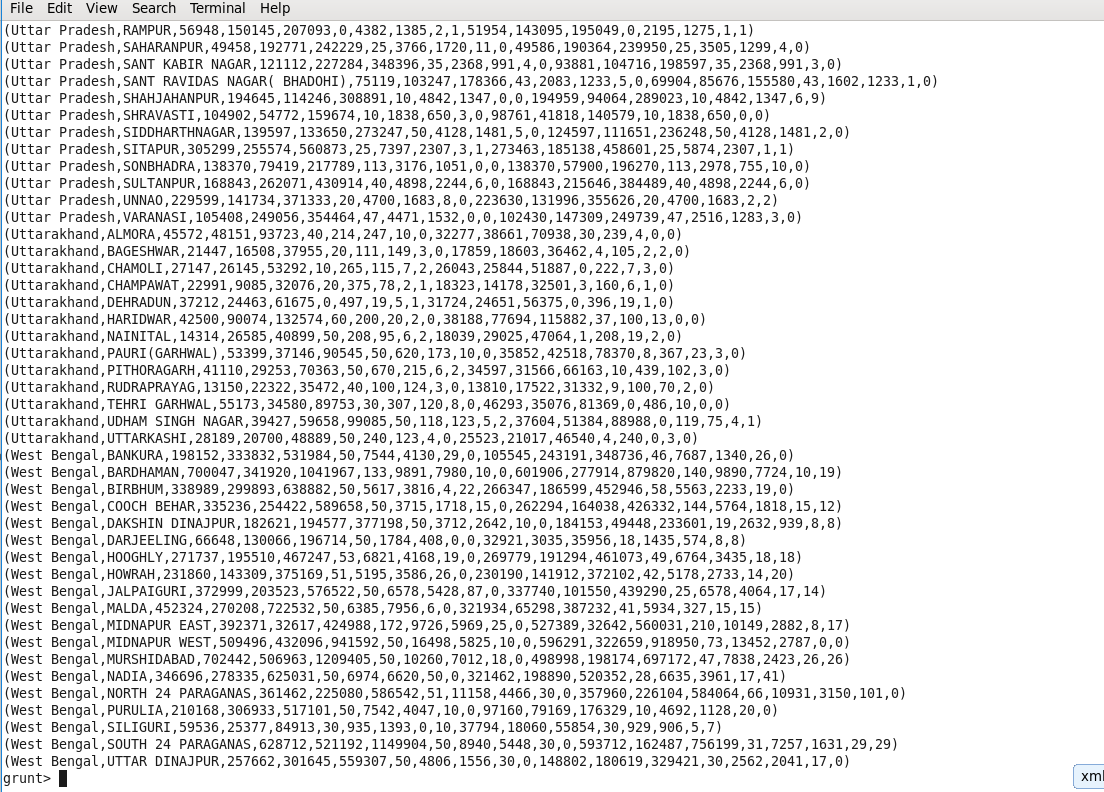 File Edit View Search Terminal Help
(Uttar Pradesh,RAMPUR,56948,150145,207093,0,4382,1385,2,1,51954,143095,195049,0,2195,1275,1,1)
(Uttar Pradesh,SAHARANPUR,49458,192771,242229,25,3766,1720,11,0,49586,190364,239950,25,3505,1299,4,0)
(Uttar Pradesh,SANT KABIR NAGAR,121112,227284,348396,35,2368,991,4,0,93881,104716,198597,35,2368,991,3,0)
(Uttar Pradesh,SANT RAVIDAS NAGAR( BHADOHI),75119,103247,178366,43,2083,1233,5,0,69904,85676,155580,43,1602,1233,1,0)
(Uttar Pradesh,SHAHJAHANPUR,194645,114246,308891,10,4842,1347,0,0,194959,94064,289023,10,4842,1347,6,9)
(Uttar Pradesh,SHRAVASTI,104902,54772,159674,10,1838,650,3,0,98761,41818,140579,10,1838,650,0,0)
(Uttar Pradesh,SIDDHARTHNAGAR,139597,133650,273247,50,4128,1481,5,0,124597,111651,236248,50,4128,1481,2,0)
(Uttar Pradesh,SITAPUR,305299,255574,560873,25,7397,2307,3,1,273463,185138,458601,25,5874,2307,1,1)
(Uttar Pradesh,SONBHADRA,138370,79419,217789,113,3176,1051,0,0,138370,57900,196270,113,2978,755,10,0)
(Uttar Pradesh,SULTANPUR,168843,262071,430914,40,4898,2244,6,0,168843,215646,384489,40,4898,2244,6,0)
(Uttar Pradesh,UNNAO,229599,141734,371333,20,4700,1683,8,0,223630,131996,355626,20,4700,1683,2,2)
(Uttar Pradesh,VARANASI,105408,249056,354464,47,4471,1532,0,0,102430,147309,249739,47,2516,1283,3,0)
(Uttarakhand,ALMORA,45572,48151,93723,40,214,247,10,0,32277,38661,70938,30,239,4,0,0)
(Uttarakhand,BAGESHWAR,21447,16508,37955,20,111,149,3,0,17859,18603,36462,4,105,2,2,0)
(Uttarakhand,CHAMOLI,27147,26145,53292,10,265,115,7,2,26043,25844,51887,0,222,7,3,0)
(Uttarakhand,CHAMPAWAT,22991,9085,32076,20,375,78,2,1,18323,14178,32501,3,160,6,1,0)
(Uttarakhand,DEHRADUN,37212,24463,61675,0,497,19,5,1,31724,24651,56375,0,396,19,1,0)
(Uttarakhand,HARIDWAR,42500,90074,132574,60,200,20,2,0,38188,77694,115882,37,100,13,0,0)
(Uttarakhand,NAINITAL,14314,26585,40899,50,208,95,6,2,18039,29025,47064,1,208,19,2,0)
(Uttarakhand,PAURI(GARHWAL),53399,37146,90545,50,620,173,10,0,35852,42518,78370,8,367,23,3,0)
(Uttarakhand,PITHORAGARH,41110,29253,70363,50,670,215,6,2,34597,31566,66163,10,439,102,3,0)
(Uttarakhand,RUDRAPRAYAG,13150,22322,35472,40,100,124,3,0,13810,17522,31332,9,100,70,2,0)
(Uttarakhand,TEHRI GARHWAL,55173,34580,89753,30,307,120,8,0,46293,35076,81369,0,486,10,0,0)
(Uttarakhand,UDHAM SINGH NAGAR,39427,59658,99085,50,118,123,5,2,37604,51384,88988,0,119,75,4,1)
(Uttarakhand,UTTARKASHI,28189,20700,48889,50,240,123,4,0,25523,21017,46540,4,240,0,3,0)
(West Bengal,BANKURA,198152,333832,531984,50,7544,4130,29,0,105545,243191,348736,46,7687,1340,26,0)
(West Bengal,BARDHAMAN,700047,341920,1041967,133,9891,7980,10,0,601906,277914,879820,140,9890,7724,10,19)
(West Bengal,BIRBHUM,338989,299893,638882,50,5617,3816,4,22,266347,186599,452946,58,5563,2233,19,0)
(West Bengal,COOCH BEHAR,335236,254422,589658,50,3715,1718,15,0,262294,164038,426332,144,5764,1818,15,12)
(West Bengal,DAKSHIN DINAJPUR,182621,194577,377198,50,3712,2642,10,0,184153,49448,233601,19,2632,939,8,8)
(West Bengal,DARJEELING,66648,130066,196714,50,1784,408,0,0,32921,3035,35956,18,1435,574,8,8)
(West Bengal,HOOGHLY,271737,195510,467247,53,6821,4168,19,0,269779,191294,461073,49,6764,3435,18,18)
(West Bengal,HOWRAH,231860,143309,375169,51,5195,3586,26,0,230190,141912,372102,42,5178,2733,14,20)
(West Bengal,JALPAIGURI,372999,203523,576522,50,6578,5428,87,0,337740,101550,439290,25,6578,4064,17,14)
(West Bengal,MALDA,452324,270208,722532,50,6385,7956,6,0,321934,65298,387232,41,5934,327,15,15)
(West Bengal,MIDNAPUR EAST,392371,32617,424988,172,9726,5969,25,0,527389,32642,560031,210,10149,2882,8,17)
(West Bengal,MIDNAPUR WEST,509496,432096,941592,50,16498,5825,10,0,596291,322659,918950,73,13452,2787,0,0)
(West Bengal,MURSHIDABAD,702442,506963,1209405,50,10260,7012,18,0,498998,198174,697172,47,7838,2423,26,26)
(West Bengal,NADIA,346696,278335,625031,50,6974,6620,50,0,321462,198890,520352,28,6635,3961,17,41)
(West Bengal,NORTH 24 PARAGANAS,361462,225080,586542,51,11158,4466,30,0,357960,226104,584064,66,10931,3150,101,0)
(West Bengal,PURULIA,210168,306933,517101,50,7542,4047,10,0,97160,79169,176329,10,4692,1128,20,0)
(West Bengal,SILIGURI,59536,25377,84913,30,935,1393,0,10,37794,18060,55854,30,929,906,5,7)
(West Bengal,SOUTH 24 PARAGANAS,628712,521192,1149904,50,8940,5448,30,0,593712,162487,756199,31,7257,1631,29,29)
(West Bengal,UTTAR DINAJPUR,257662,301645,559307,50,4806,1556,30,0,148802,180619,329421,30,2562,2041,17,0)
grunt>
xml